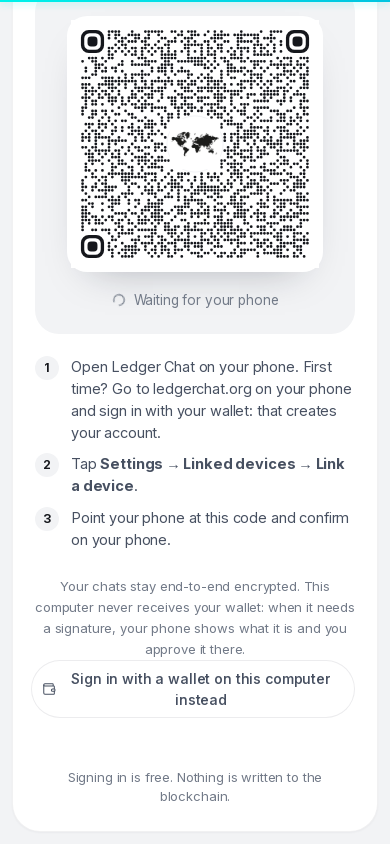 Waiting for your phone
1 Open Ledger Chat on your phone. First
time? Go to ledgerchat.org on your phone
and sign in with your wallet: that creates
your account.
2 Tap Settings → Linked devices → Link
a device.
3 Point your phone at this code and confirm
on your phone.
Your chats stay end-to-end encrypted. This
computer never receives your wallet: when it needs
a signature, your phone shows what it is and you
approve it there.
Sign in with a wallet on this computer
instead
Signing in is free. Nothing is written to the
blockchain.